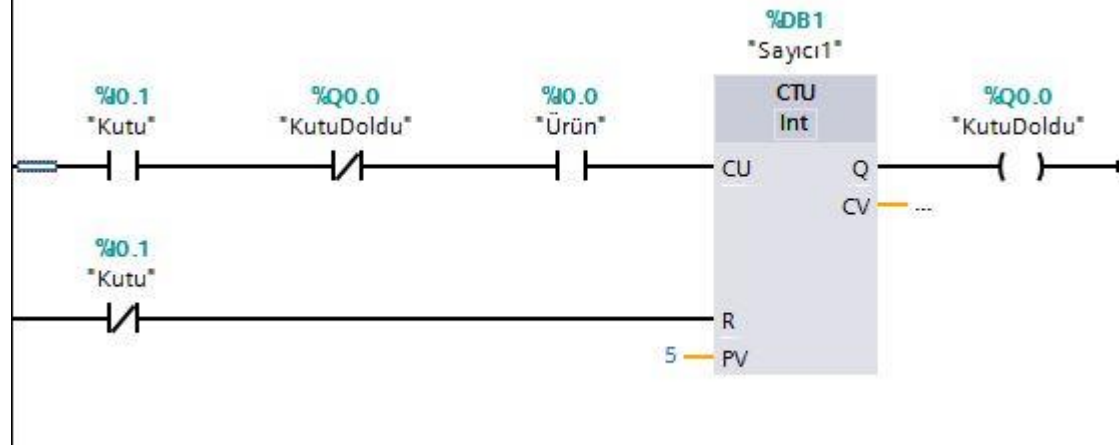 %DB1
"Sayıcı1"
%I0.1
"Kutu"
%Q0.0
"KutuDoldu"
%I0.0
"Ürün"
CTU
Int
%Q0.0
"KutuDoldu"
CU
Q
CV
...
%I0.1
"Kutu"
R
5
PV